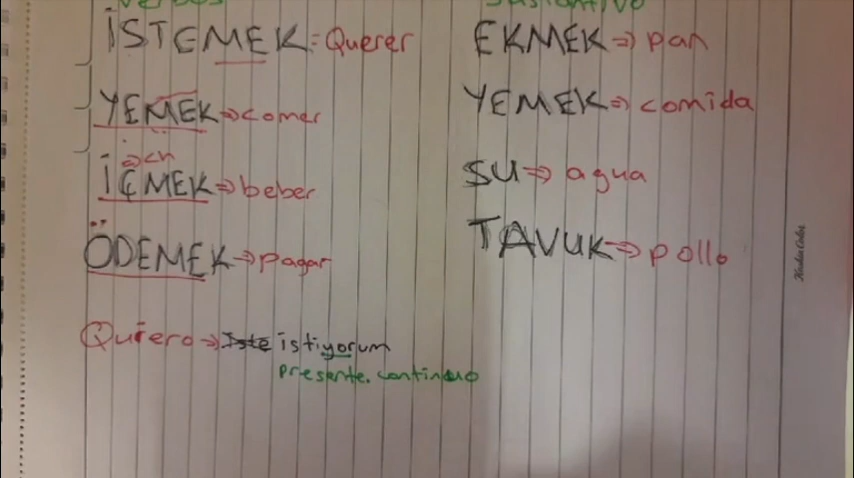 İSTEMEK = Querer
YEMEK ⇒ comer
⇒ ch
İÇMEK ⇒ beber
ÖDEMEK → pagar
Quiero ⇒ istiyorum
presente. continuo
EKMEK ⇒ pan
YEMEK ⇒ comida
SU ⇒ agua
TAVUK ⇒ pollo